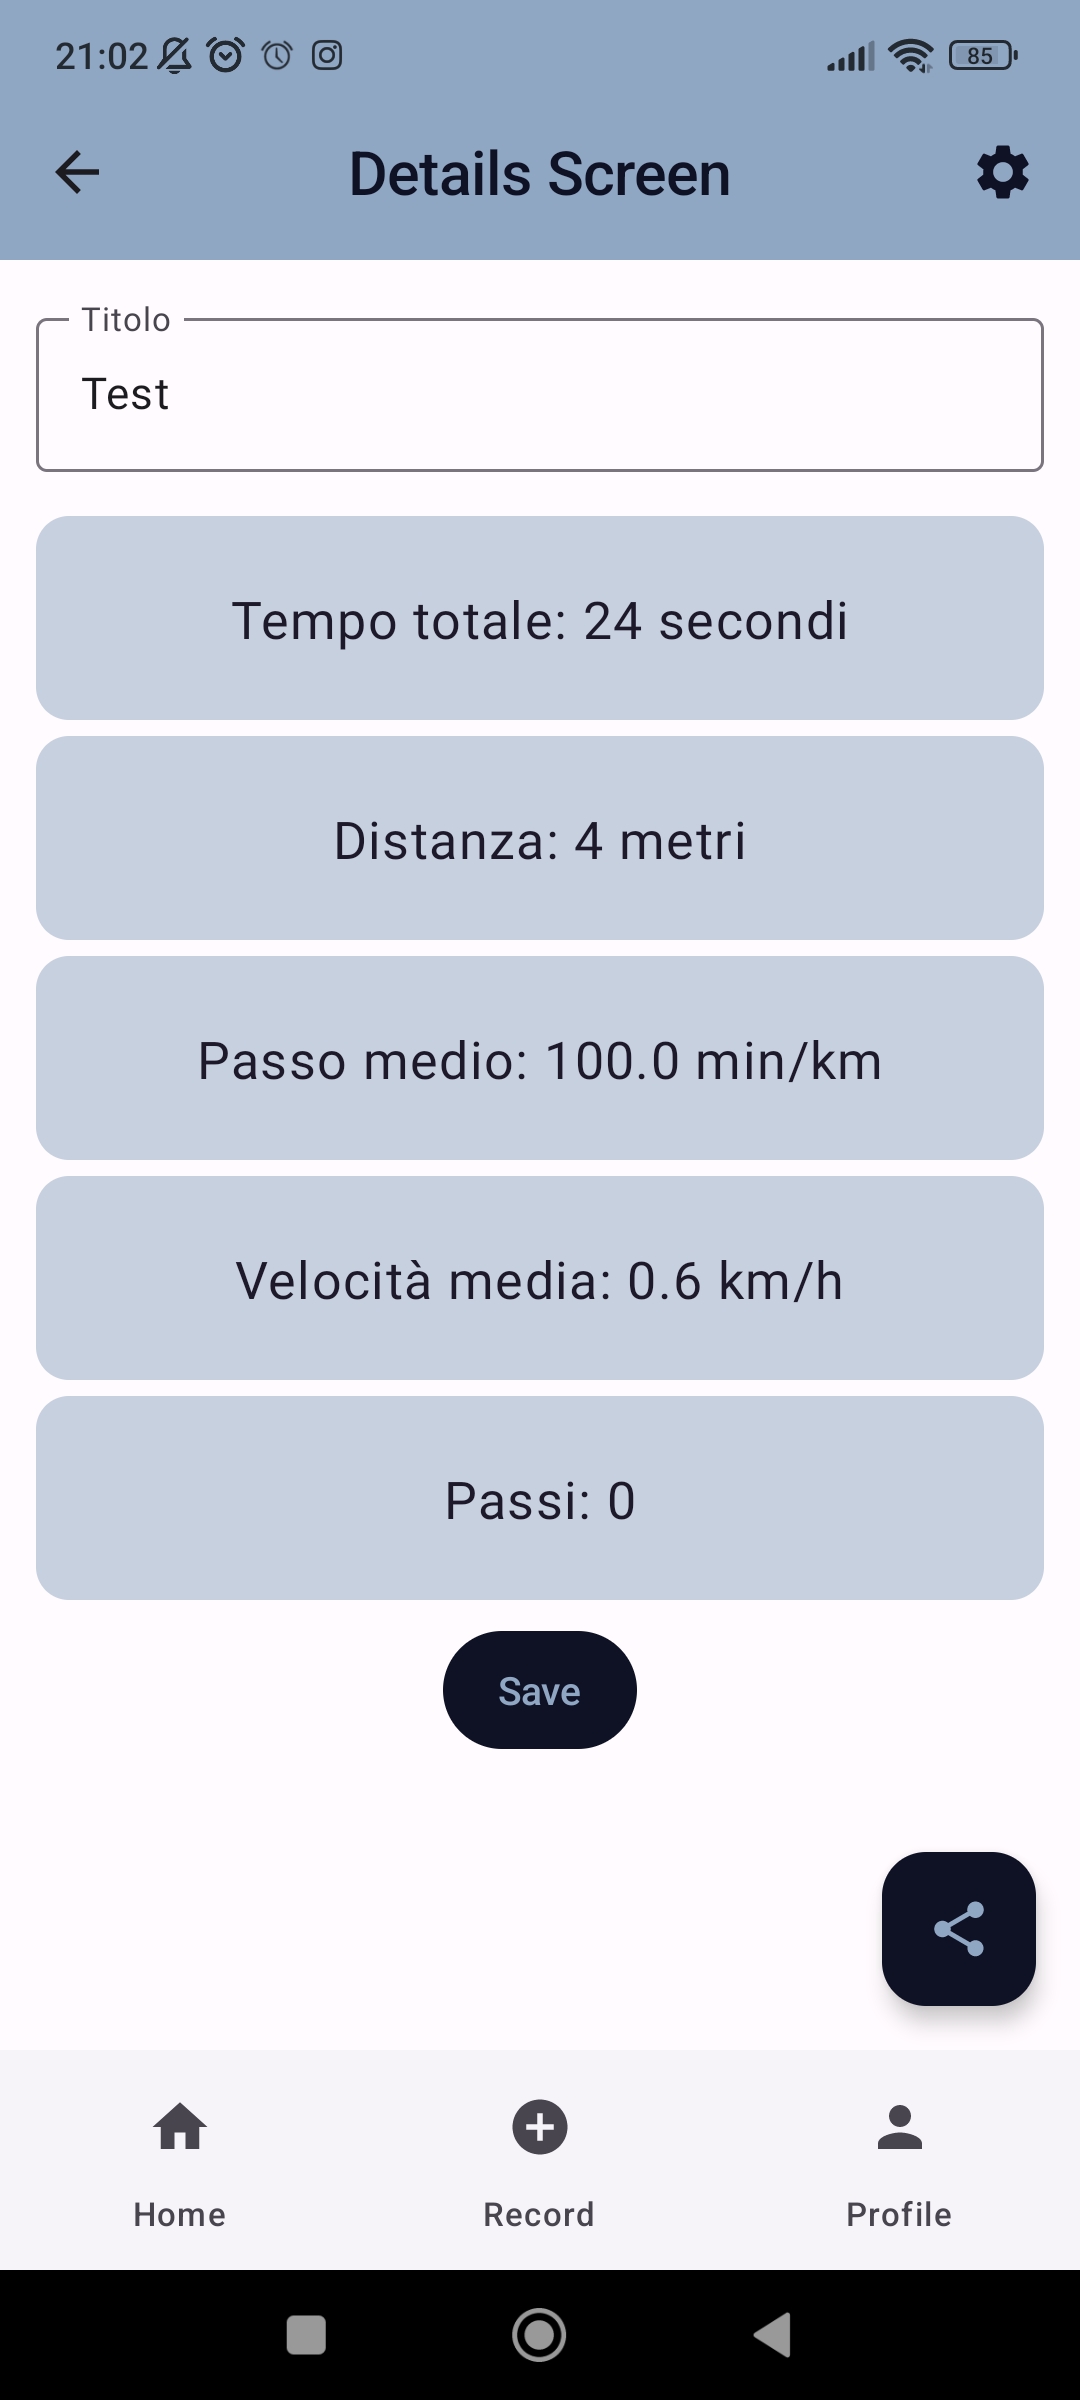 21:02
85
Details Screen
Titolo
Test
Tempo totale: 24 secondi
Distanza: 4 metri
Passo medio: 100.0 min/km
Velocità media: 0.6 km/h
Passi: 0
Save
Home
Record
Profile